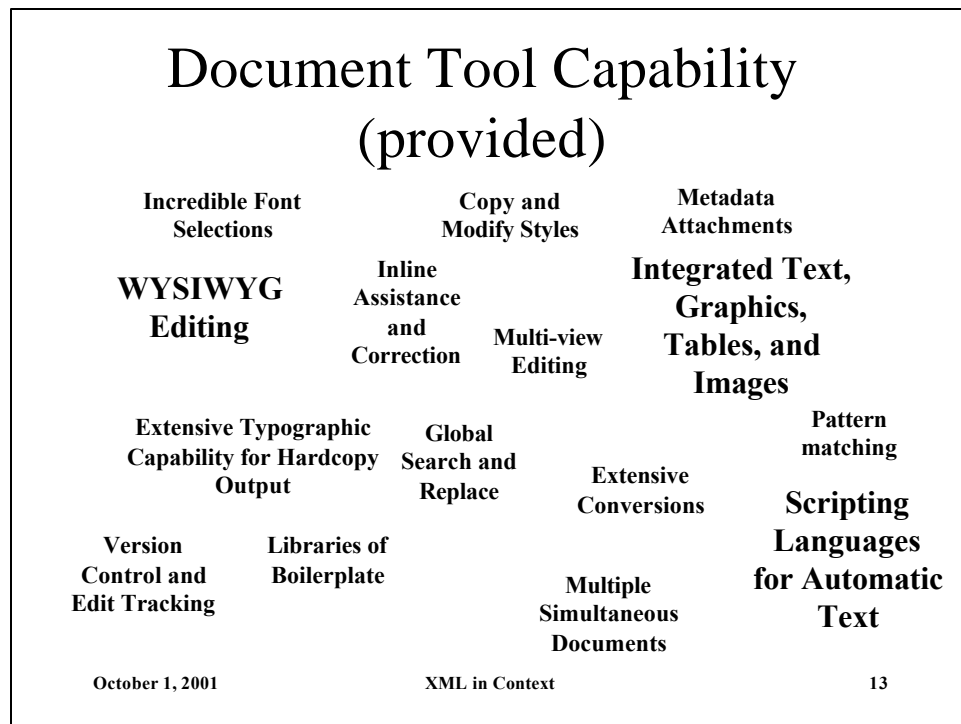 Document Tool Capability
(provided)
Incredible Font
Selections
Copy and
Modify Styles
Metadata
Attachments
WYSIWYG
Editing
Inline
Assistance
and
Correction
Multi-view
Editing
Integrated Text,
Graphics,
Tables, and
Images
Extensive Typographic
Capability for Hardcopy
Output
Global
Search and
Replace
Extensive
Conversions
Pattern
matching
Scripting
Languages
for Automatic
Text
Version
Control and
Edit Tracking
Libraries of
Boilerplate
Multiple
Simultaneous
Documents
October 1, 2001
XML in Context
13